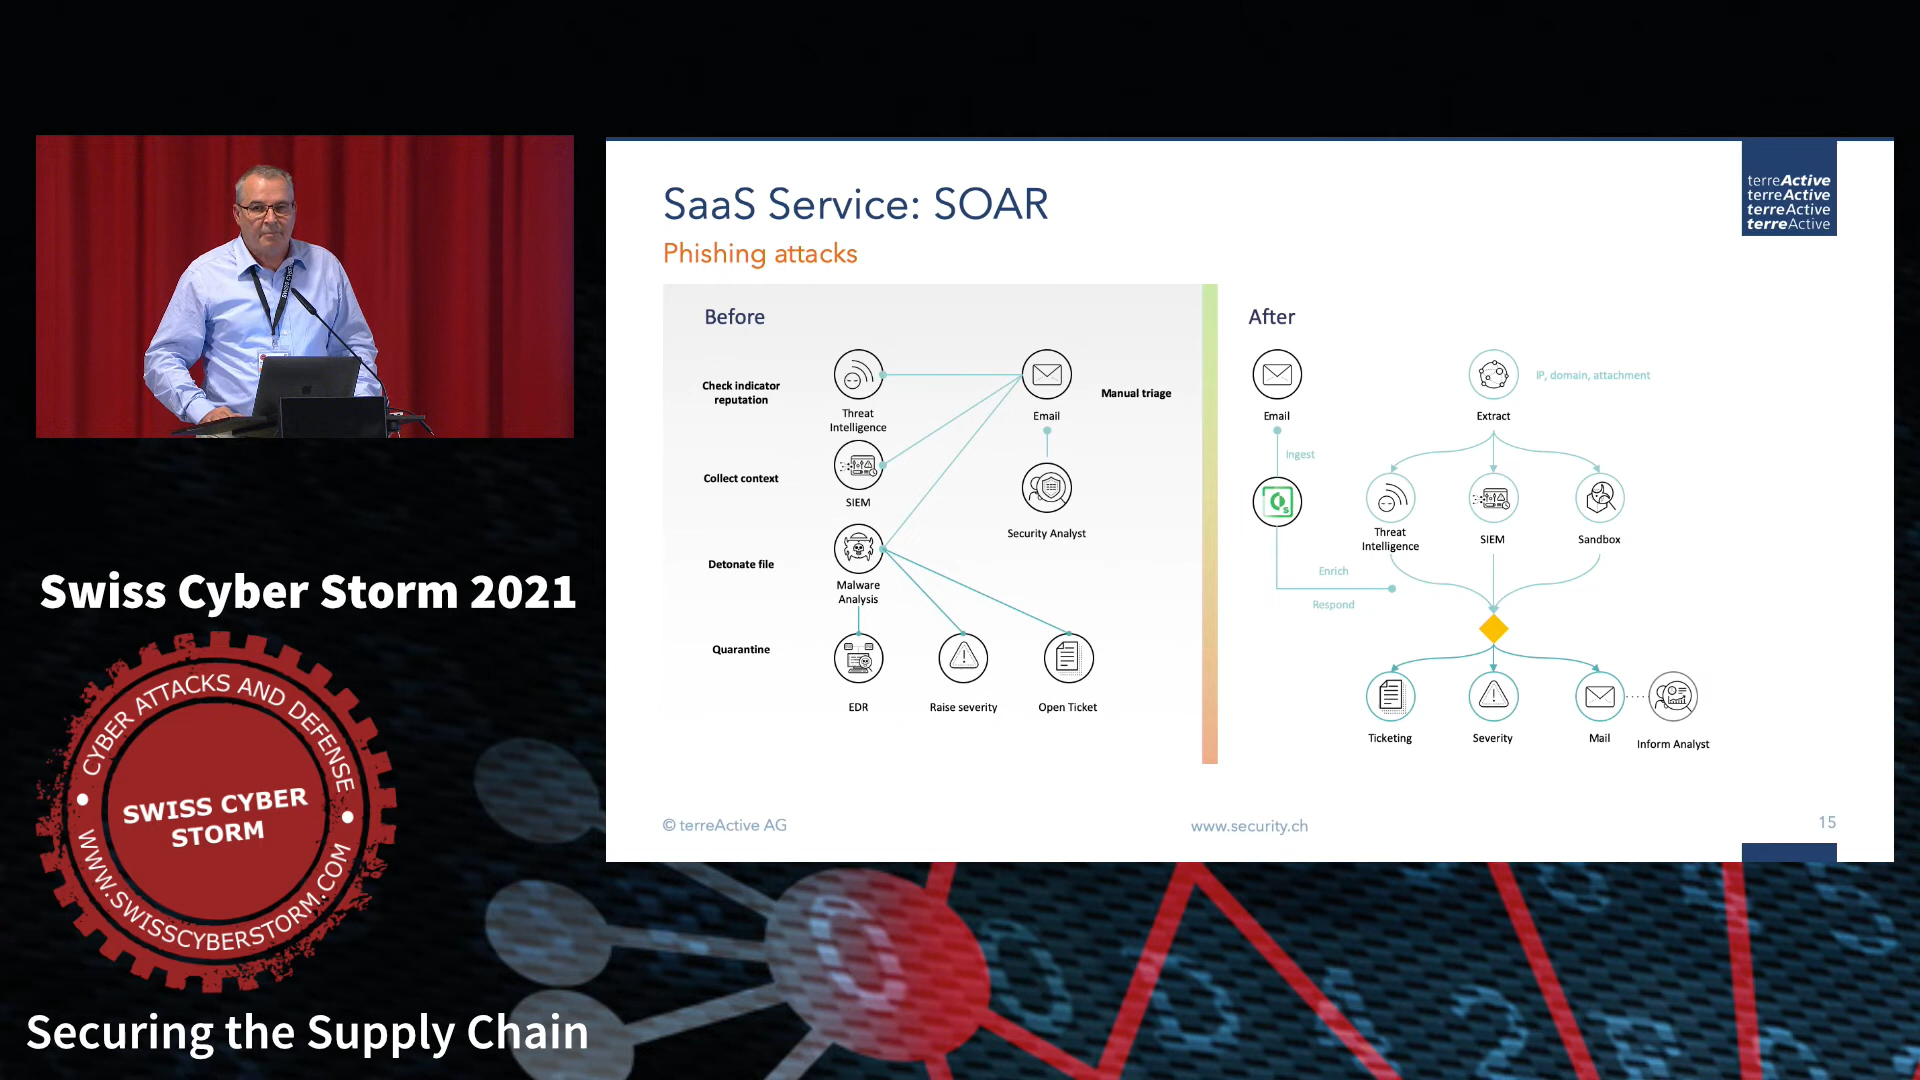 Swiss Cyber Storm 2021
CYBER ATTACKS AND DEFENSE
SWISS CYBER
STORM
WWW.SWISSCYBERSTORM.COM
Securing the Supply Chain
SaaS Service: SOAR
Phishing attacks
terreActive
terreActive
terreActive
terreActive
Before
Check indicator
reputation
Threat
Intelligence
Email
Manual triage
Collect context
SIEM
Security Analyst
Detonate file
Malware
Analysis
Quarantine
EDR
Raise severity
Open Ticket
After
Email
Ingest
Enrich
Respond
Extract
IP, domain, attachment
Threat
Intelligence
SIEM
Sandbox
Ticketing
Severity
Mail
Inform Analyst
© terreActive AG
www.security.ch
15